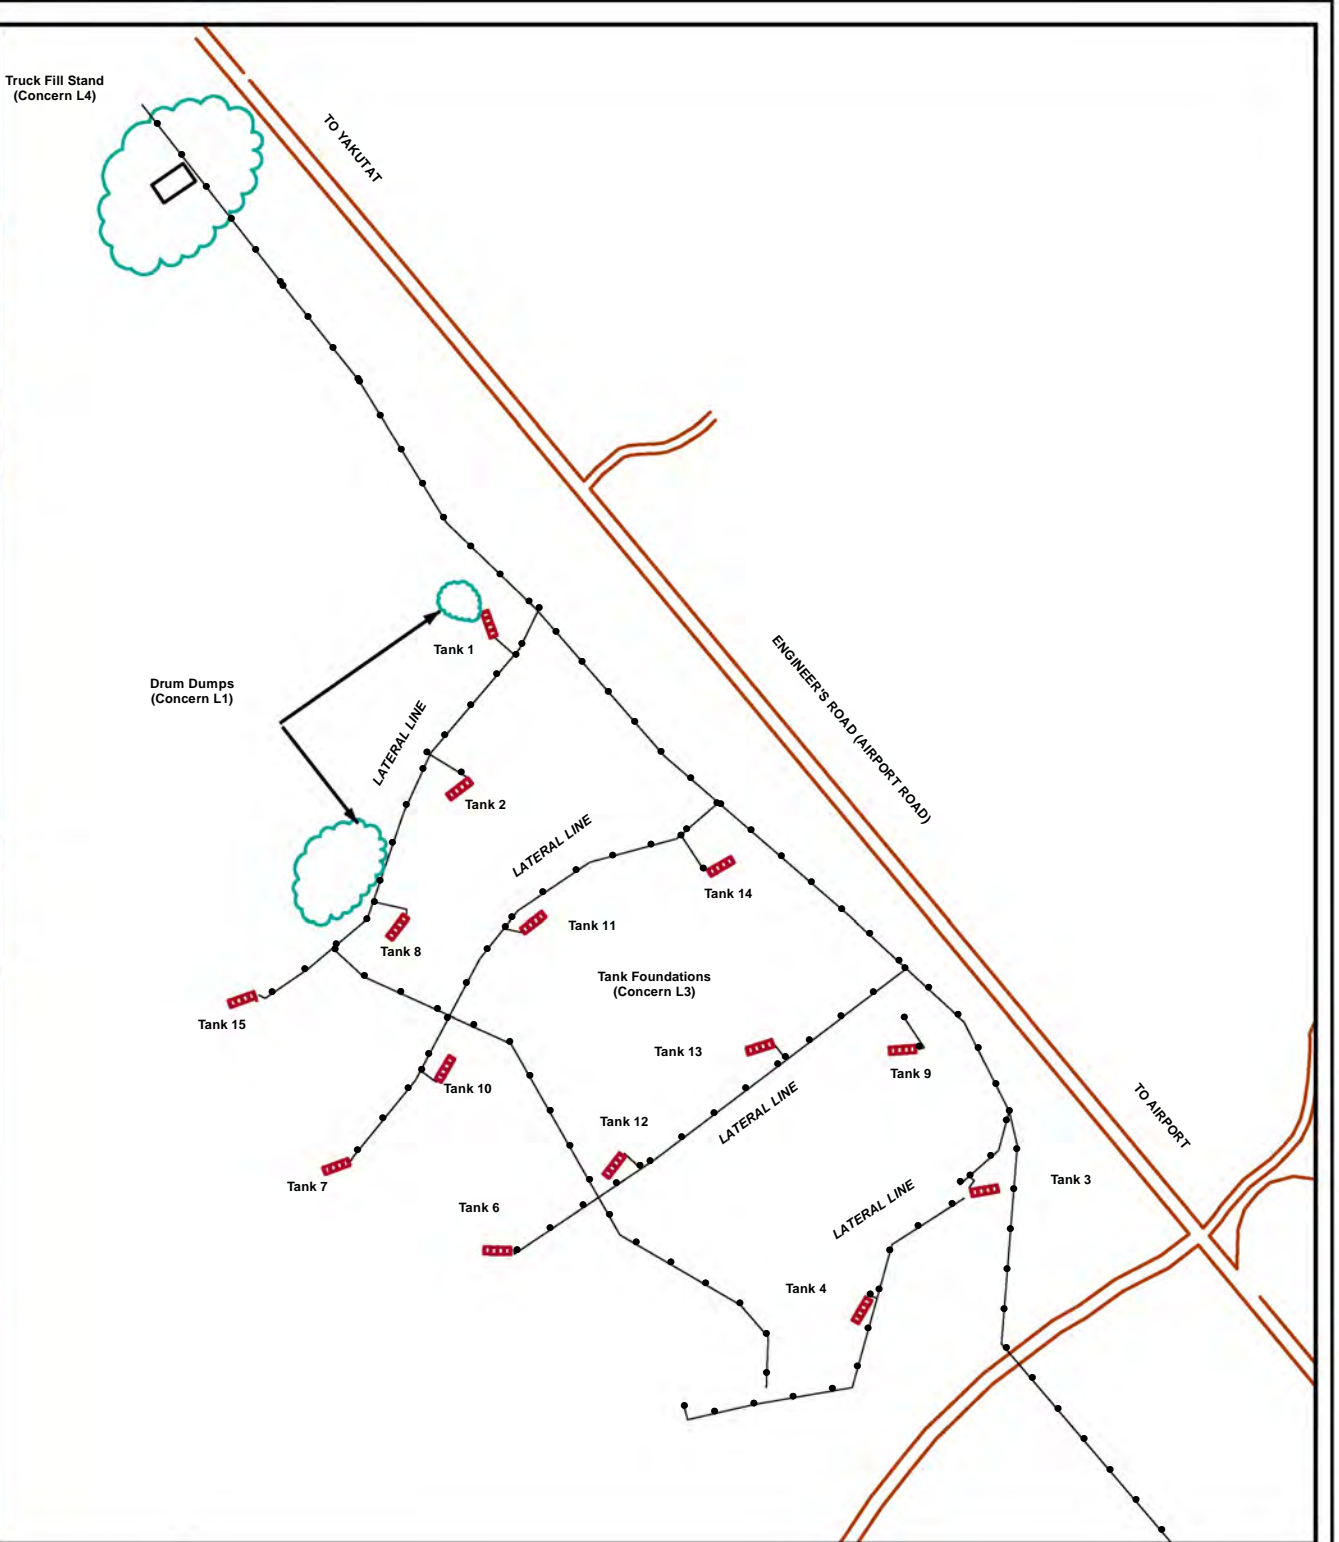 Truck Fill Stand
(Concern L4)
TO YAKUTAT
Tank 1
ENGINEER'S ROAD (AIRPORT ROAD)
Drum Dumps
(Concern L1)
LATERAL LINE
Tank 2
LATERAL LINE
Tank 14
Tank 11
Tank 8
Tank Foundations
(Concern L3)
Tank 15
Tank 13
Tank 9
Tank 10
LATERAL LINE
TO AIRPORT
Tank 12
Tank 7
Tank 3
LATERAL LINE
Tank 6
Tank 4